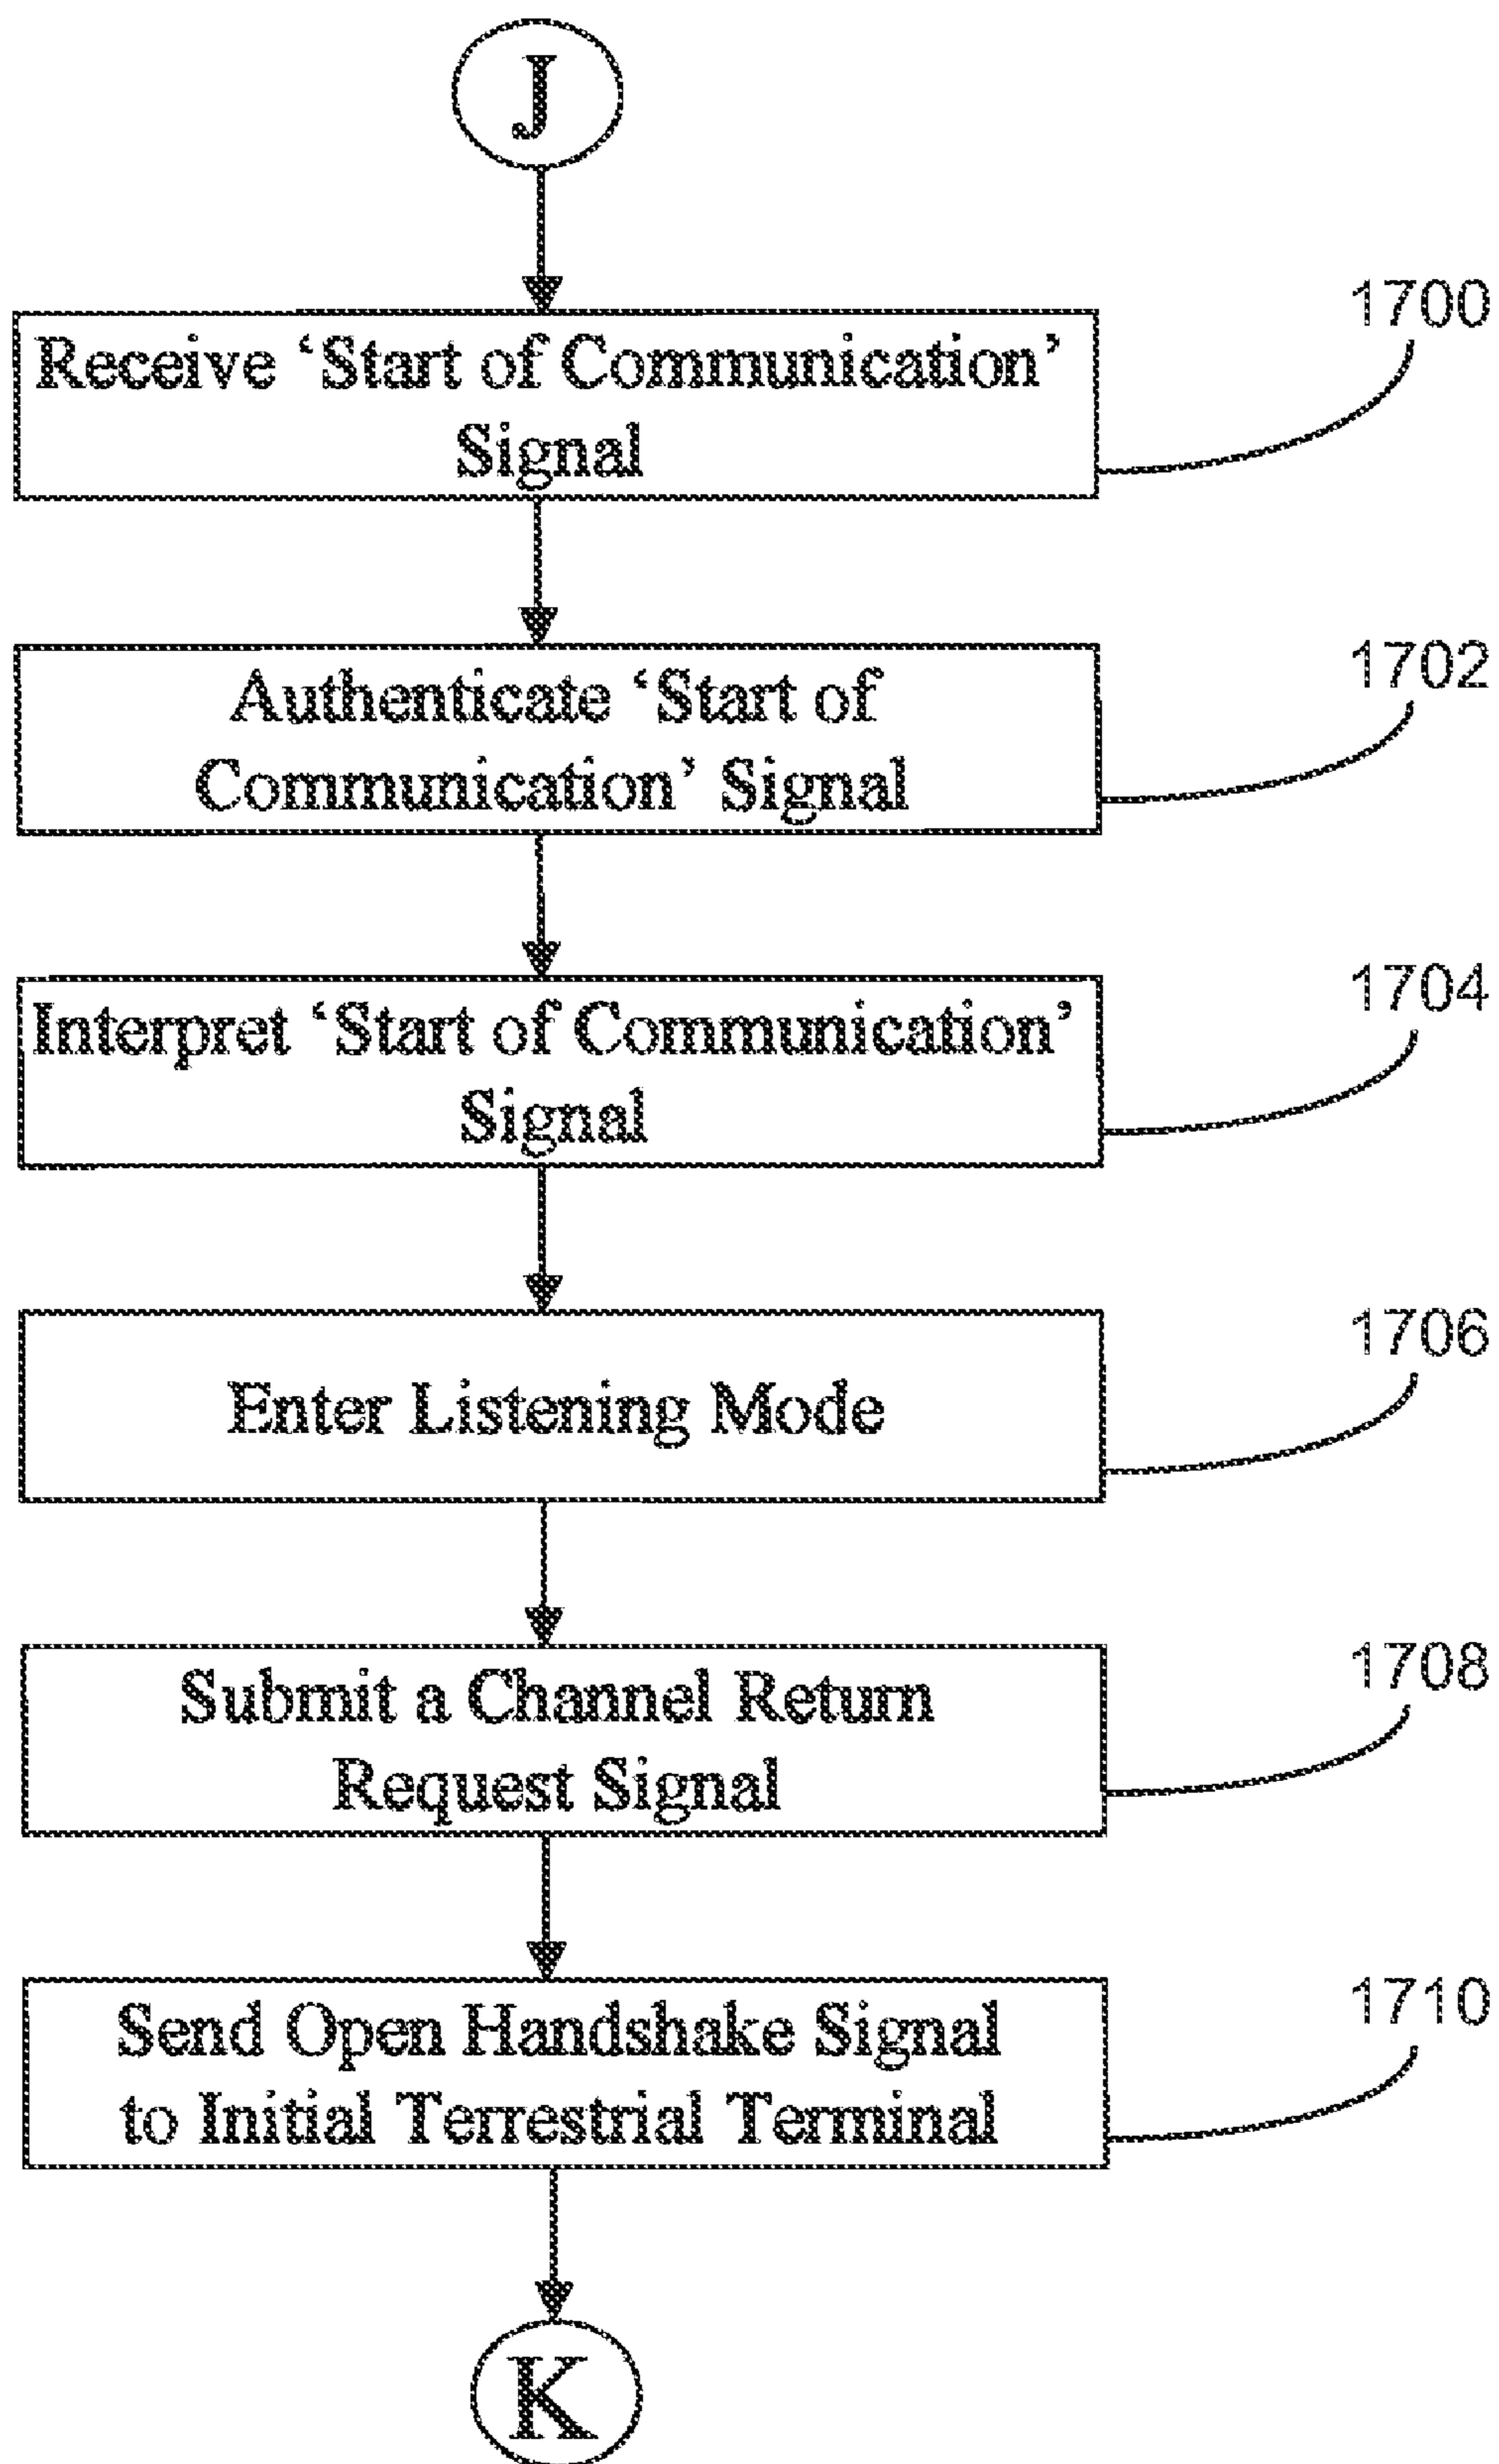 J
1700
Receive ‘Start of Communication’
Signal
1702
Authenticate ‘Start of
Communication’ Signal
1704
Interpret ‘Start of Communication’
Signal
1706
Enter Listening Mode
1708
Submit a Channel Return
Request Signal
1710
Send Open Handshake Signal
to Initial Terrestrial Terminal
K